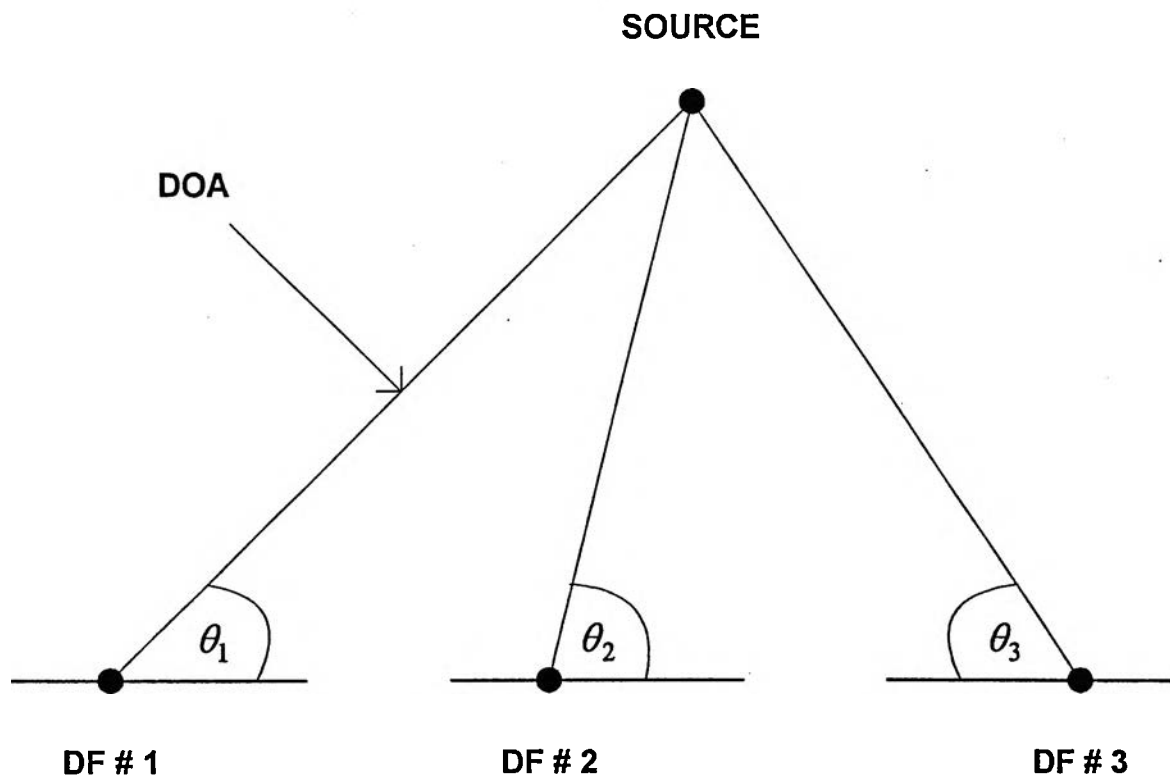 SOURCE
DOA
θ₁
θ₂
θ₃
DF # 1
DF # 2
DF # 3